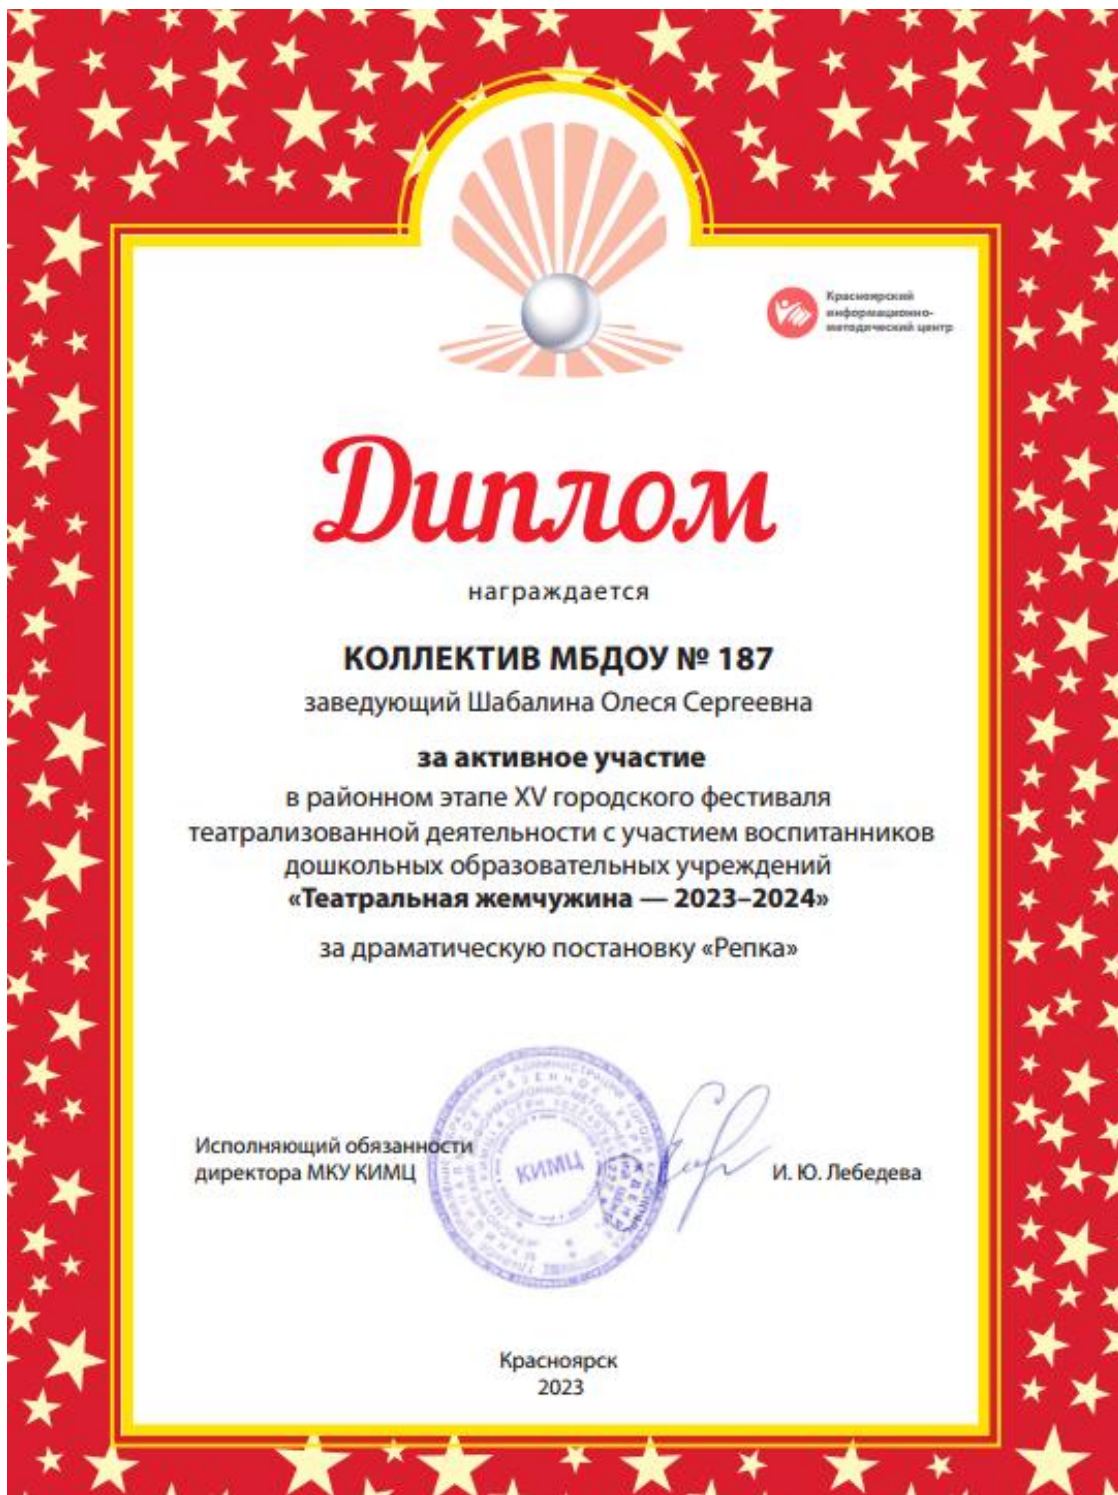 Красноярский
информационно-
методический центр
Диплом
награждается
КОЛЛЕКТИВ МБДОУ № 187
заведующий Шабалина Олеся Сергеевна
за активное участие
в районном этапе XV городского фестиваля
театрализованной деятельности с участием воспитанников
дошкольных образовательных учреждений
«Театральная жемчужина — 2023–2024»
за драматическую постановку «Репка»
Исполняющий обязанности
директора МКУ КИМЦ
КИМЦ
И. Ю. Лебедева
Красноярск
2023